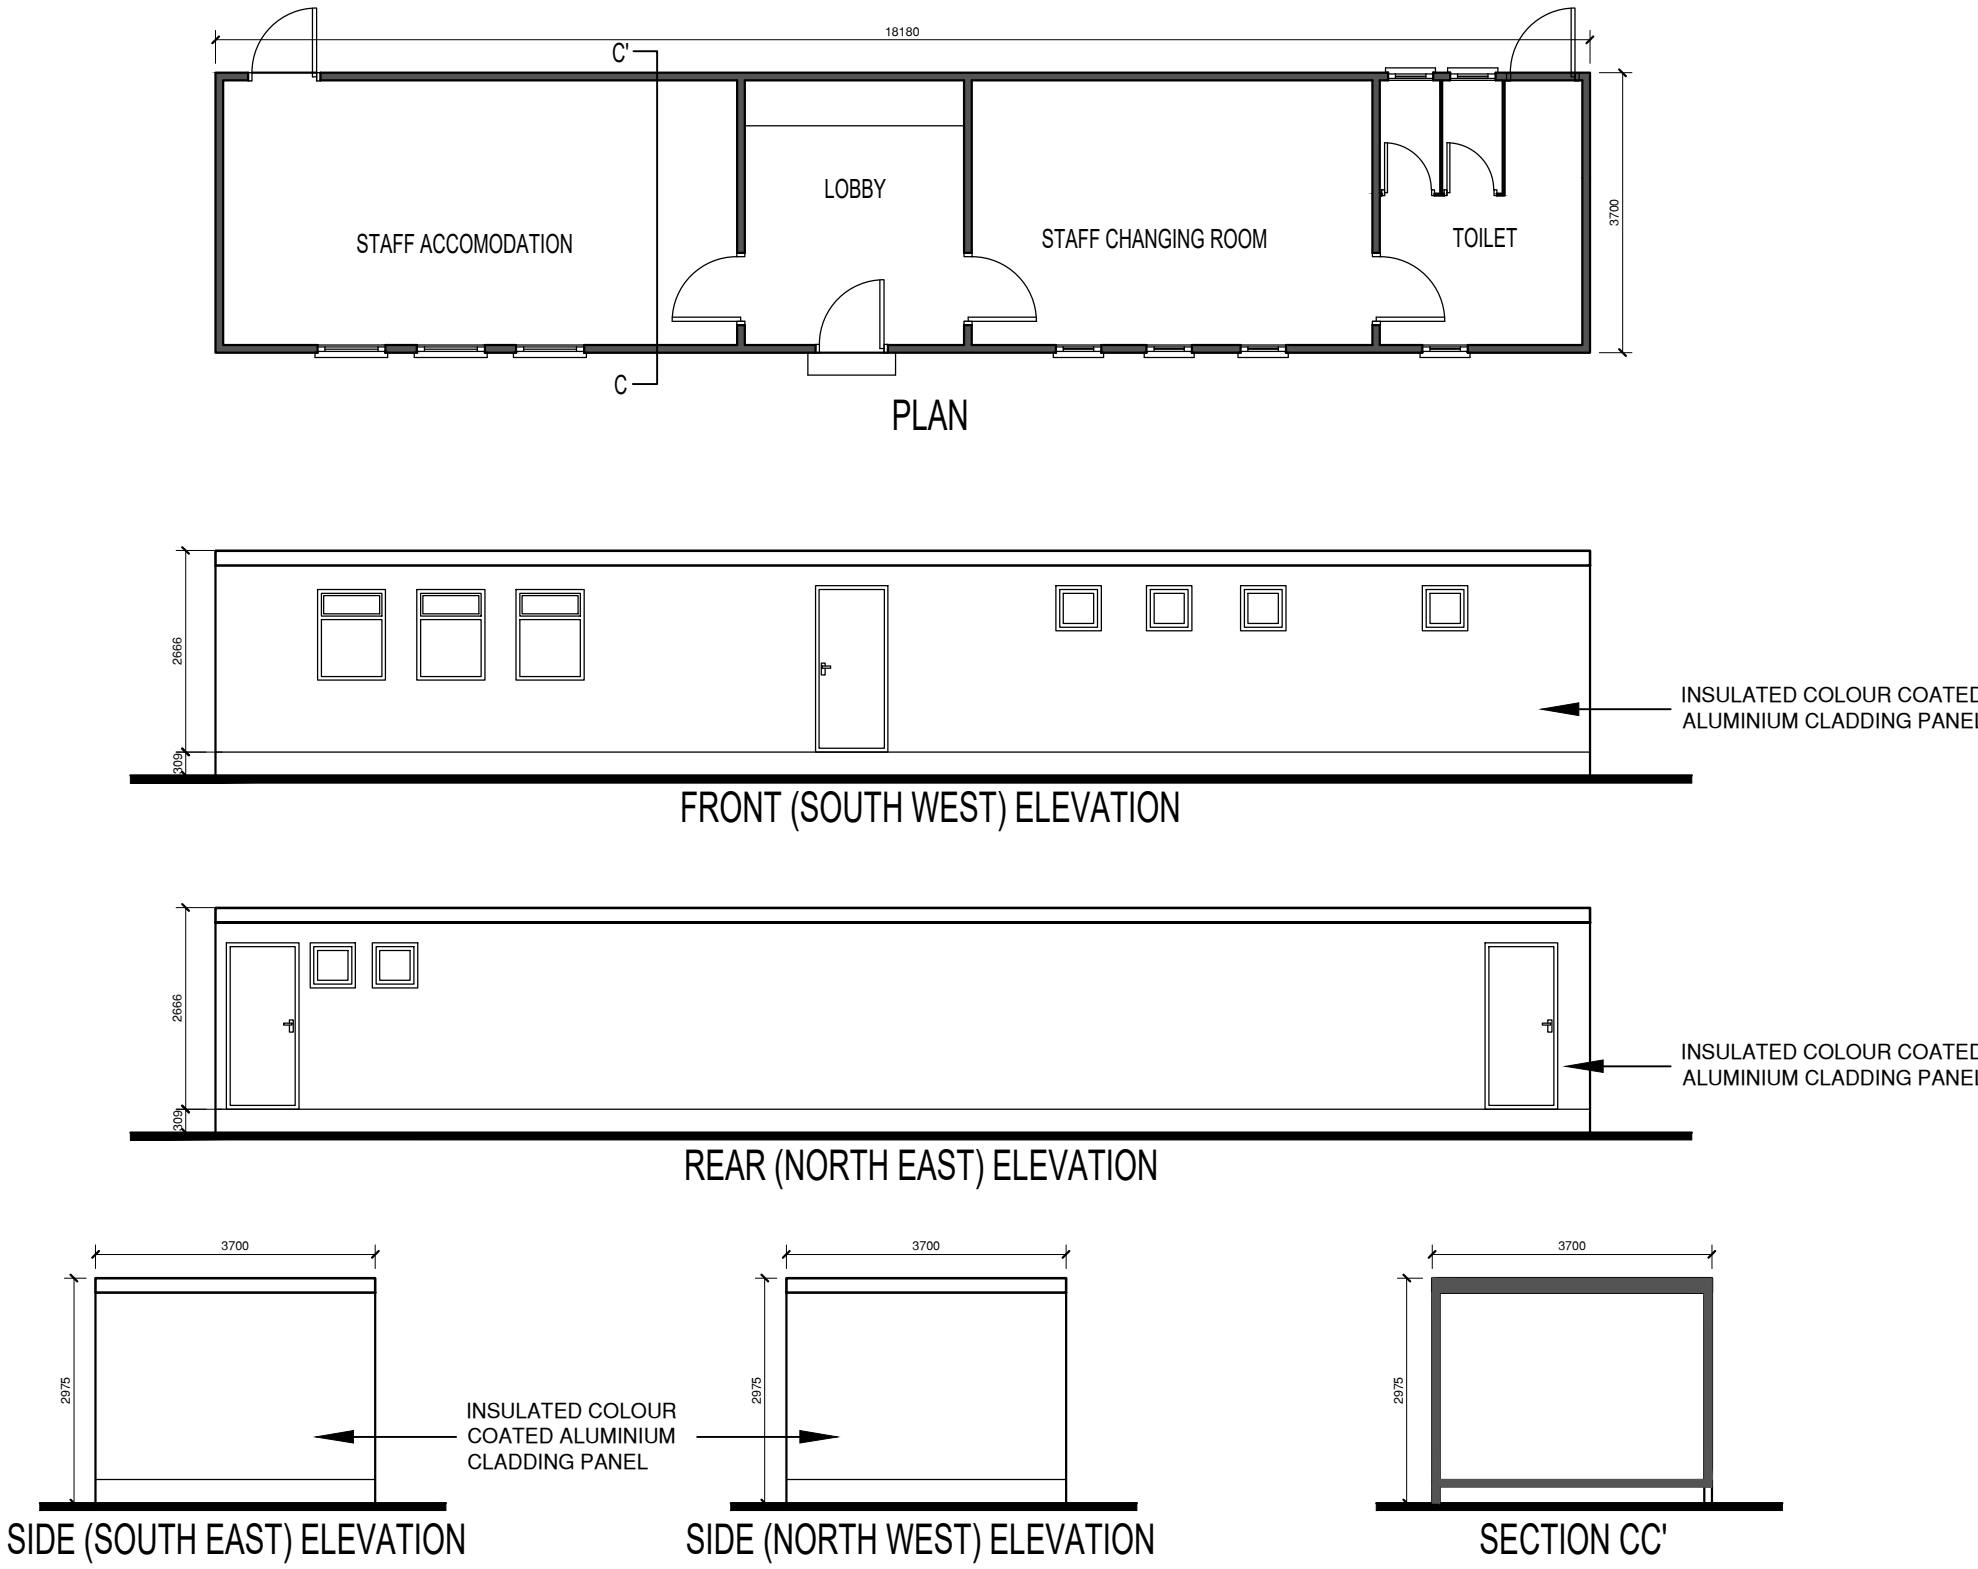 18180
C'
LOBBY
STAFF ACCOMODATION
STAFF CHANGING ROOM
TOILET
3700
C
PLAN
2666
309
INSULATED COLOUR COATED
ALUMINIUM CLADDING PANEL
FRONT (SOUTH WEST) ELEVATION
2666
309
INSULATED COLOUR COATED
ALUMINIUM CLADDING PANEL
REAR (NORTH EAST) ELEVATION
3700
3700
3700
2975
2975
2975
INSULATED COLOUR
COATED ALUMINIUM
CLADDING PANEL
SIDE (SOUTH EAST) ELEVATION
SIDE (NORTH WEST) ELEVATION
SECTION CC'